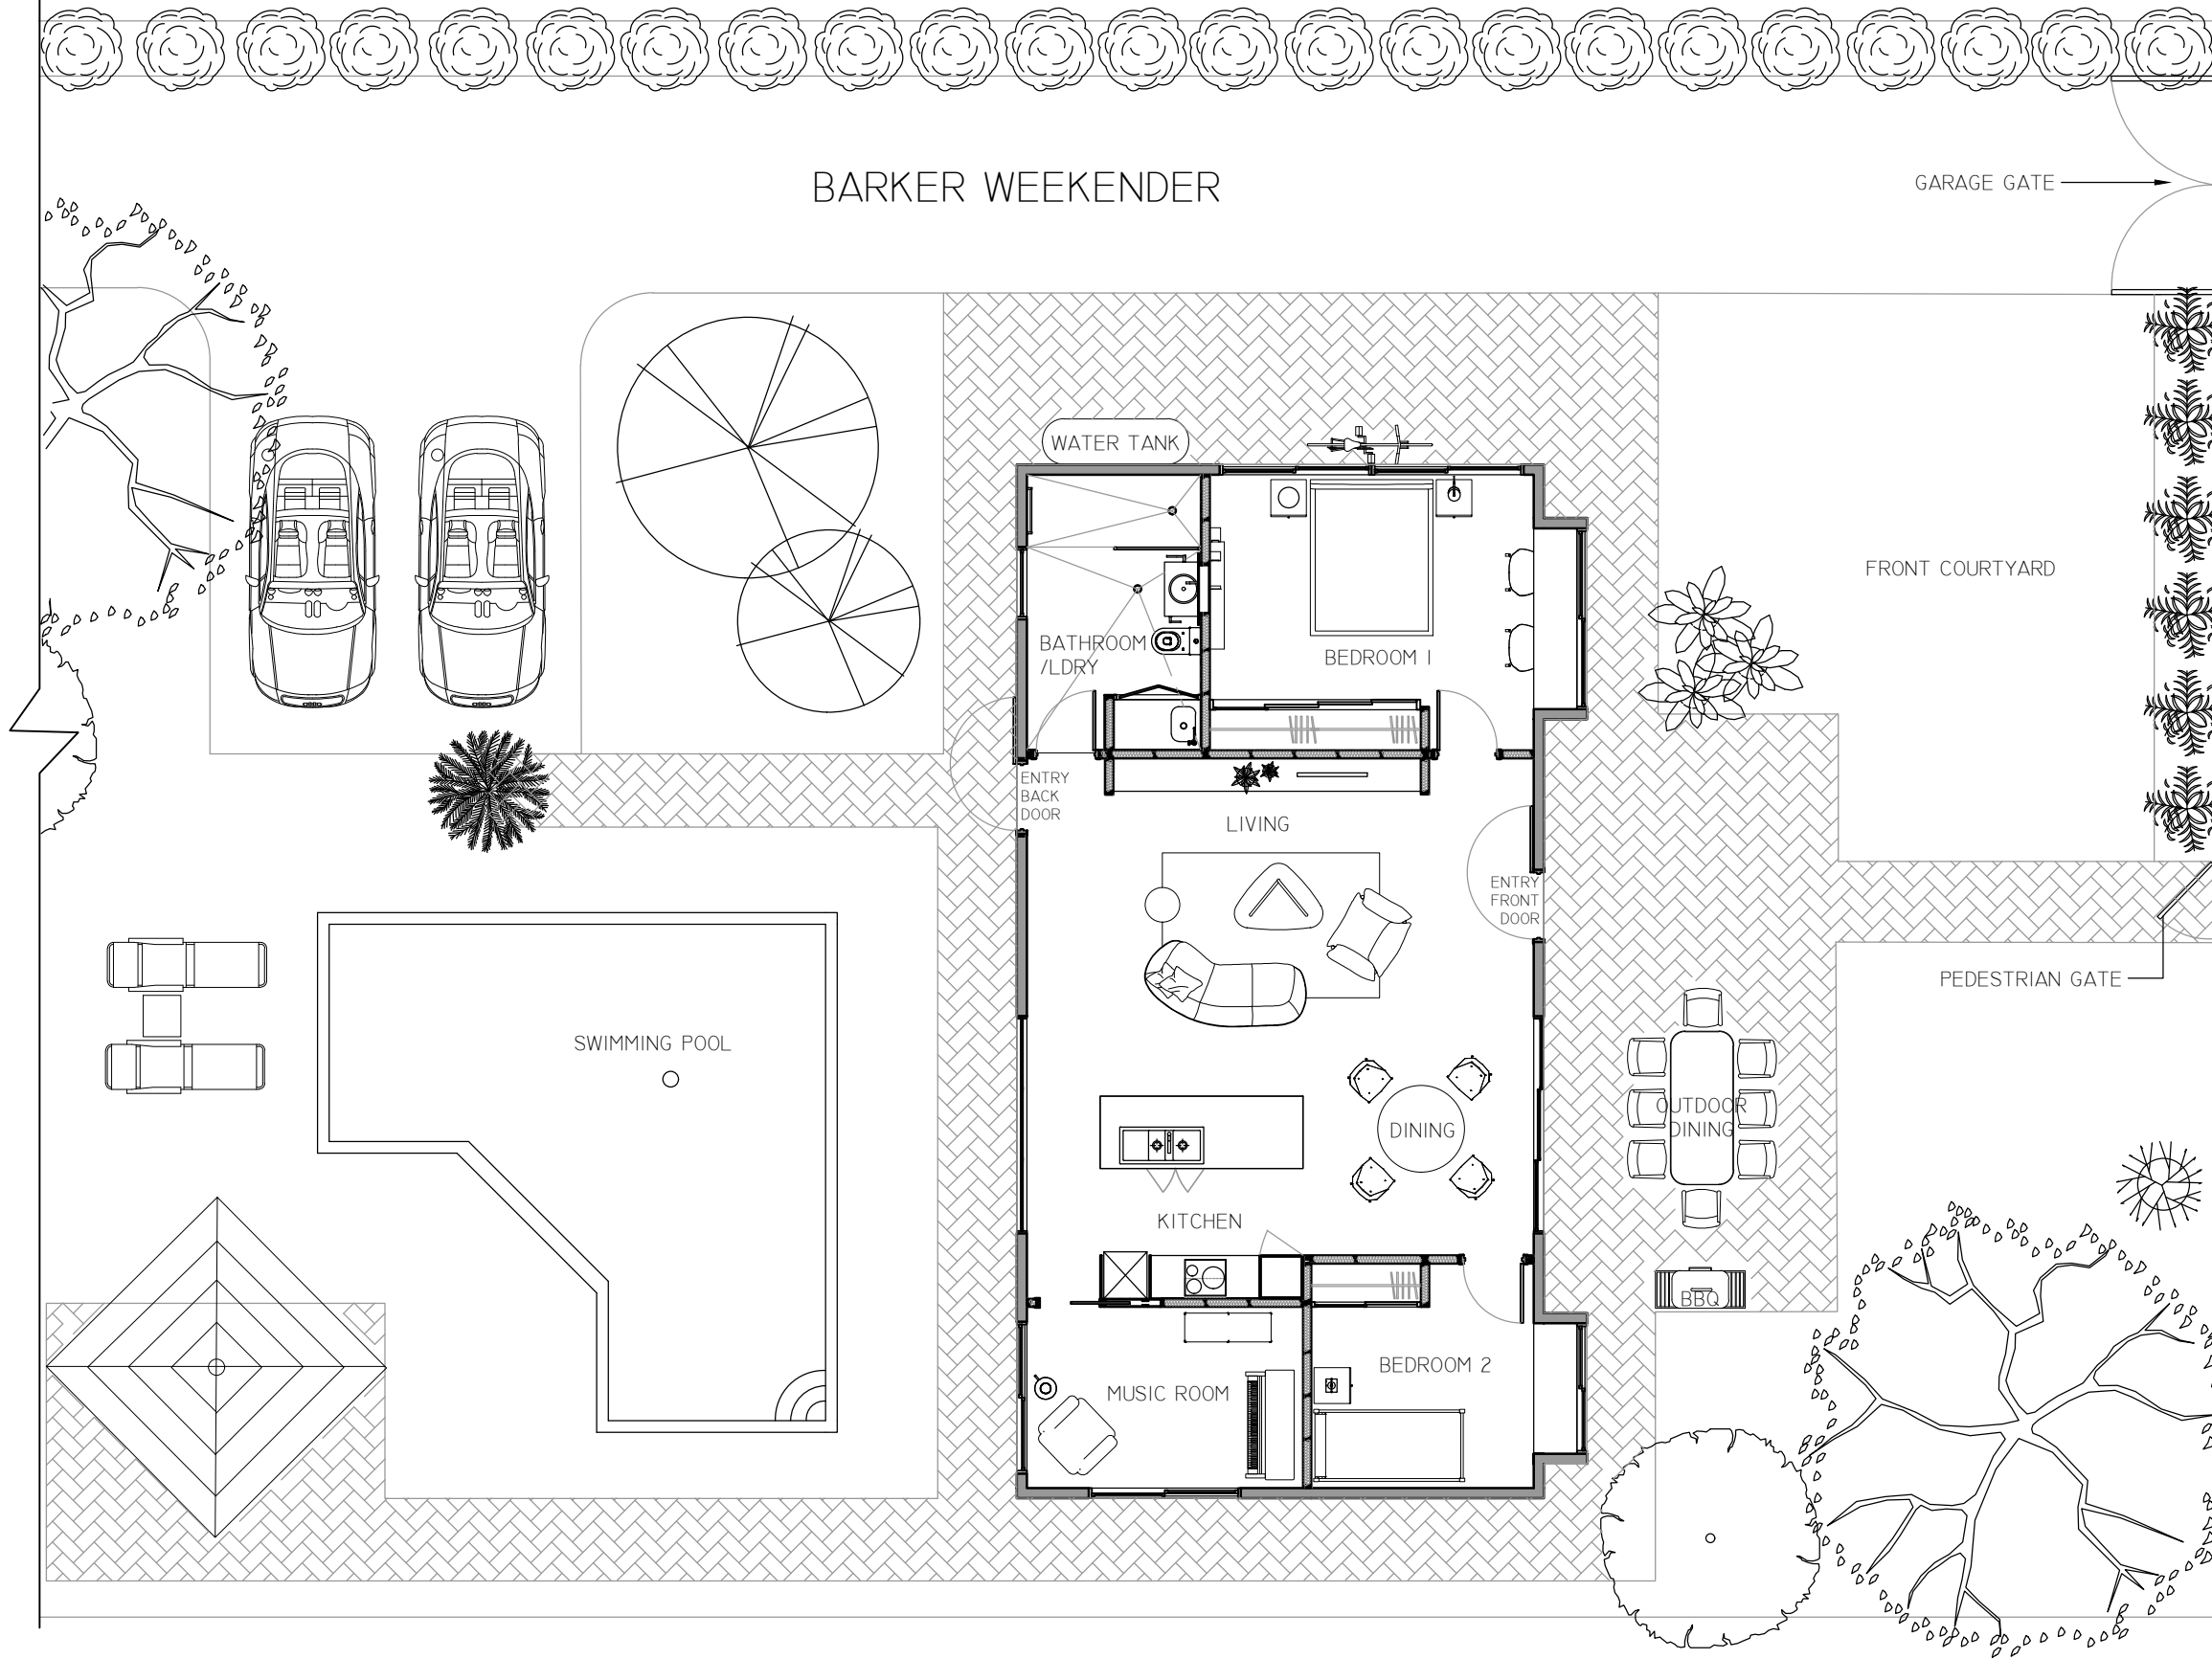 BARKER WEEKENDER
GARAGE GATE
WATER TANK
FRONT COURTYARD
BATHROOM
/LDRY
BEDROOM 1
ENTRY
BACK
DOOR
LIVING
ENTRY
FRONT
DOOR
PEDESTRIAN GATE
SWIMMING POOL
OUTDOOR
DINING
DINING
KITCHEN
BBQ
BEDROOM 2
MUSIC ROOM